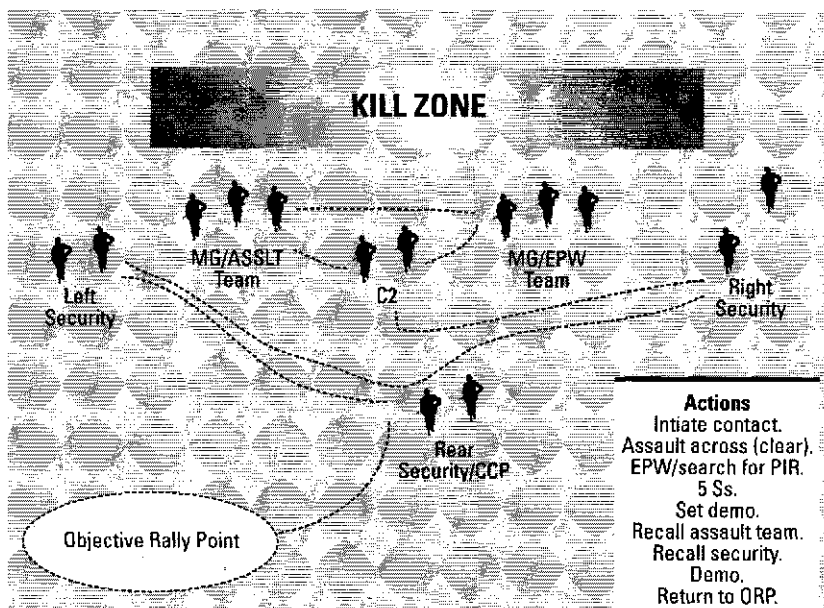 KILL ZONE
MG/ASSLT
Team
C2
MG/EPW
Team
Left
Security
Right
Security
Rear
Security/CCP
Objective Rally Point
Actions
Intiate contact.
Assault across (clear).
EPW/search for PIR.
5 Ss.
Set demo.
Recall assault team.
Recall security.
Demo.
Return to ORP.